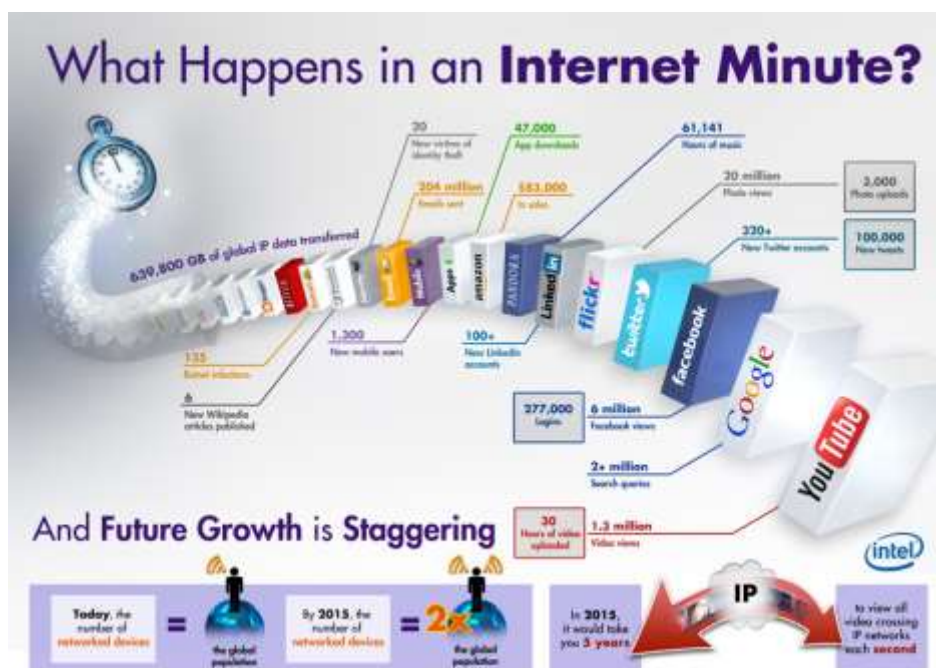 What Happens in an Internet Minute?
20
New victims of
identity theft
47,000
App downloads
61,141
Hours of music
204 million
Emails sent
$83,000
In sales
20 million
Photo views
3,000
Photo uploads
320+
New Twitter accounts
100,000
New tweets
639,800 GB of global IP data transferred
Mobile
Apps
amazon
PANDORA
Linkedin
flickr
twitter
facebook
Google
YouTube
135
Botnet infections
6
New Wikipedia
articles published
1,300
New mobile users
100+
New LinkedIn
accounts
277,000
Logins
6 million
Facebook views
2+ million
Search queries
30
Hours of video
uploaded
1.3 million
Video views
And Future Growth is Staggering
intel
Today, the
number of
networked devices
=
the global
population
By 2015, the
number of
networked devices
= 2x
the global
population
In 2015,
it would take
you 5 years
IP
to view all
video crossing
IP networks
each second